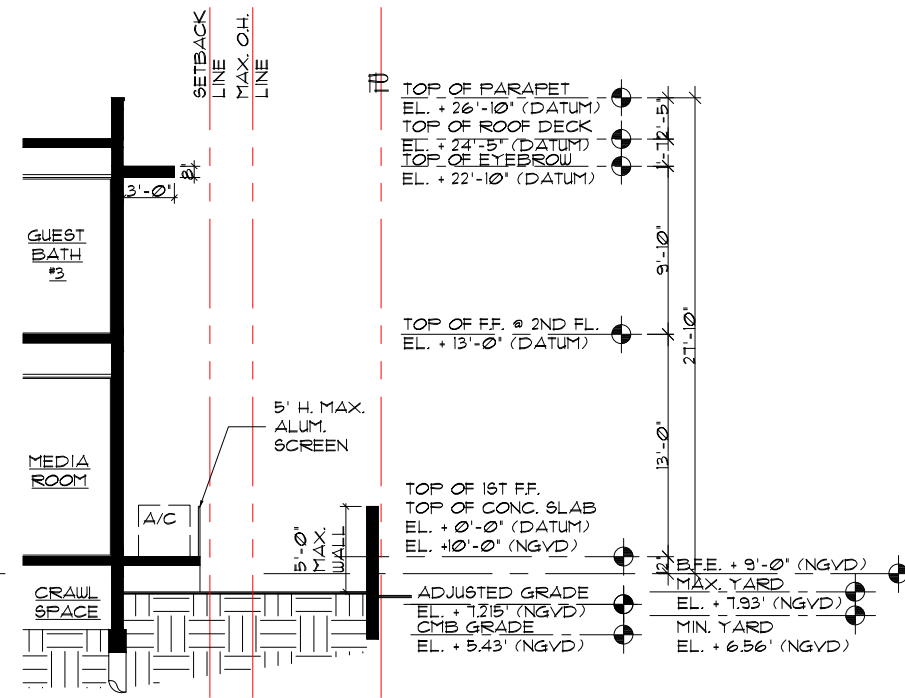 SETBACK
LINE
MAX. O.H.
LINE
TOP OF PARAPET
EL. + 26'-10" (DATUM)
TOP OF ROOF DECK
EL. + 24'-5" (DATUM)
TOP OF EYEBROW
EL. + 22'-10" (DATUM)
2'-5"
8"
3'-0"
GUEST
BATH
#3
9'-10"
TOP OF F.F. @ 2ND FL.
EL. + 13'-0" (DATUM)
27'-10"
5' H. MAX.
ALUM.
SCREEN
13'-0"
MEDIA
ROOM
A/C
5'-0"
MAX.
WALL
TOP OF 1ST F.F.
TOP OF CONC. SLAB
EL. + 0'-0" (DATUM)
EL. +10'-0" (NGVD)
12"
B.F.E. + 9'-0" (NGVD)
MAX. YARD
EL. + 7.93' (NGVD)
MIN. YARD
EL. + 6.56' (NGVD)
CRAWL
SPACE
ADJUSTED GRADE
EL. + 7.215' (NGVD)
CMB GRADE
EL. + 5.43' (NGVD)